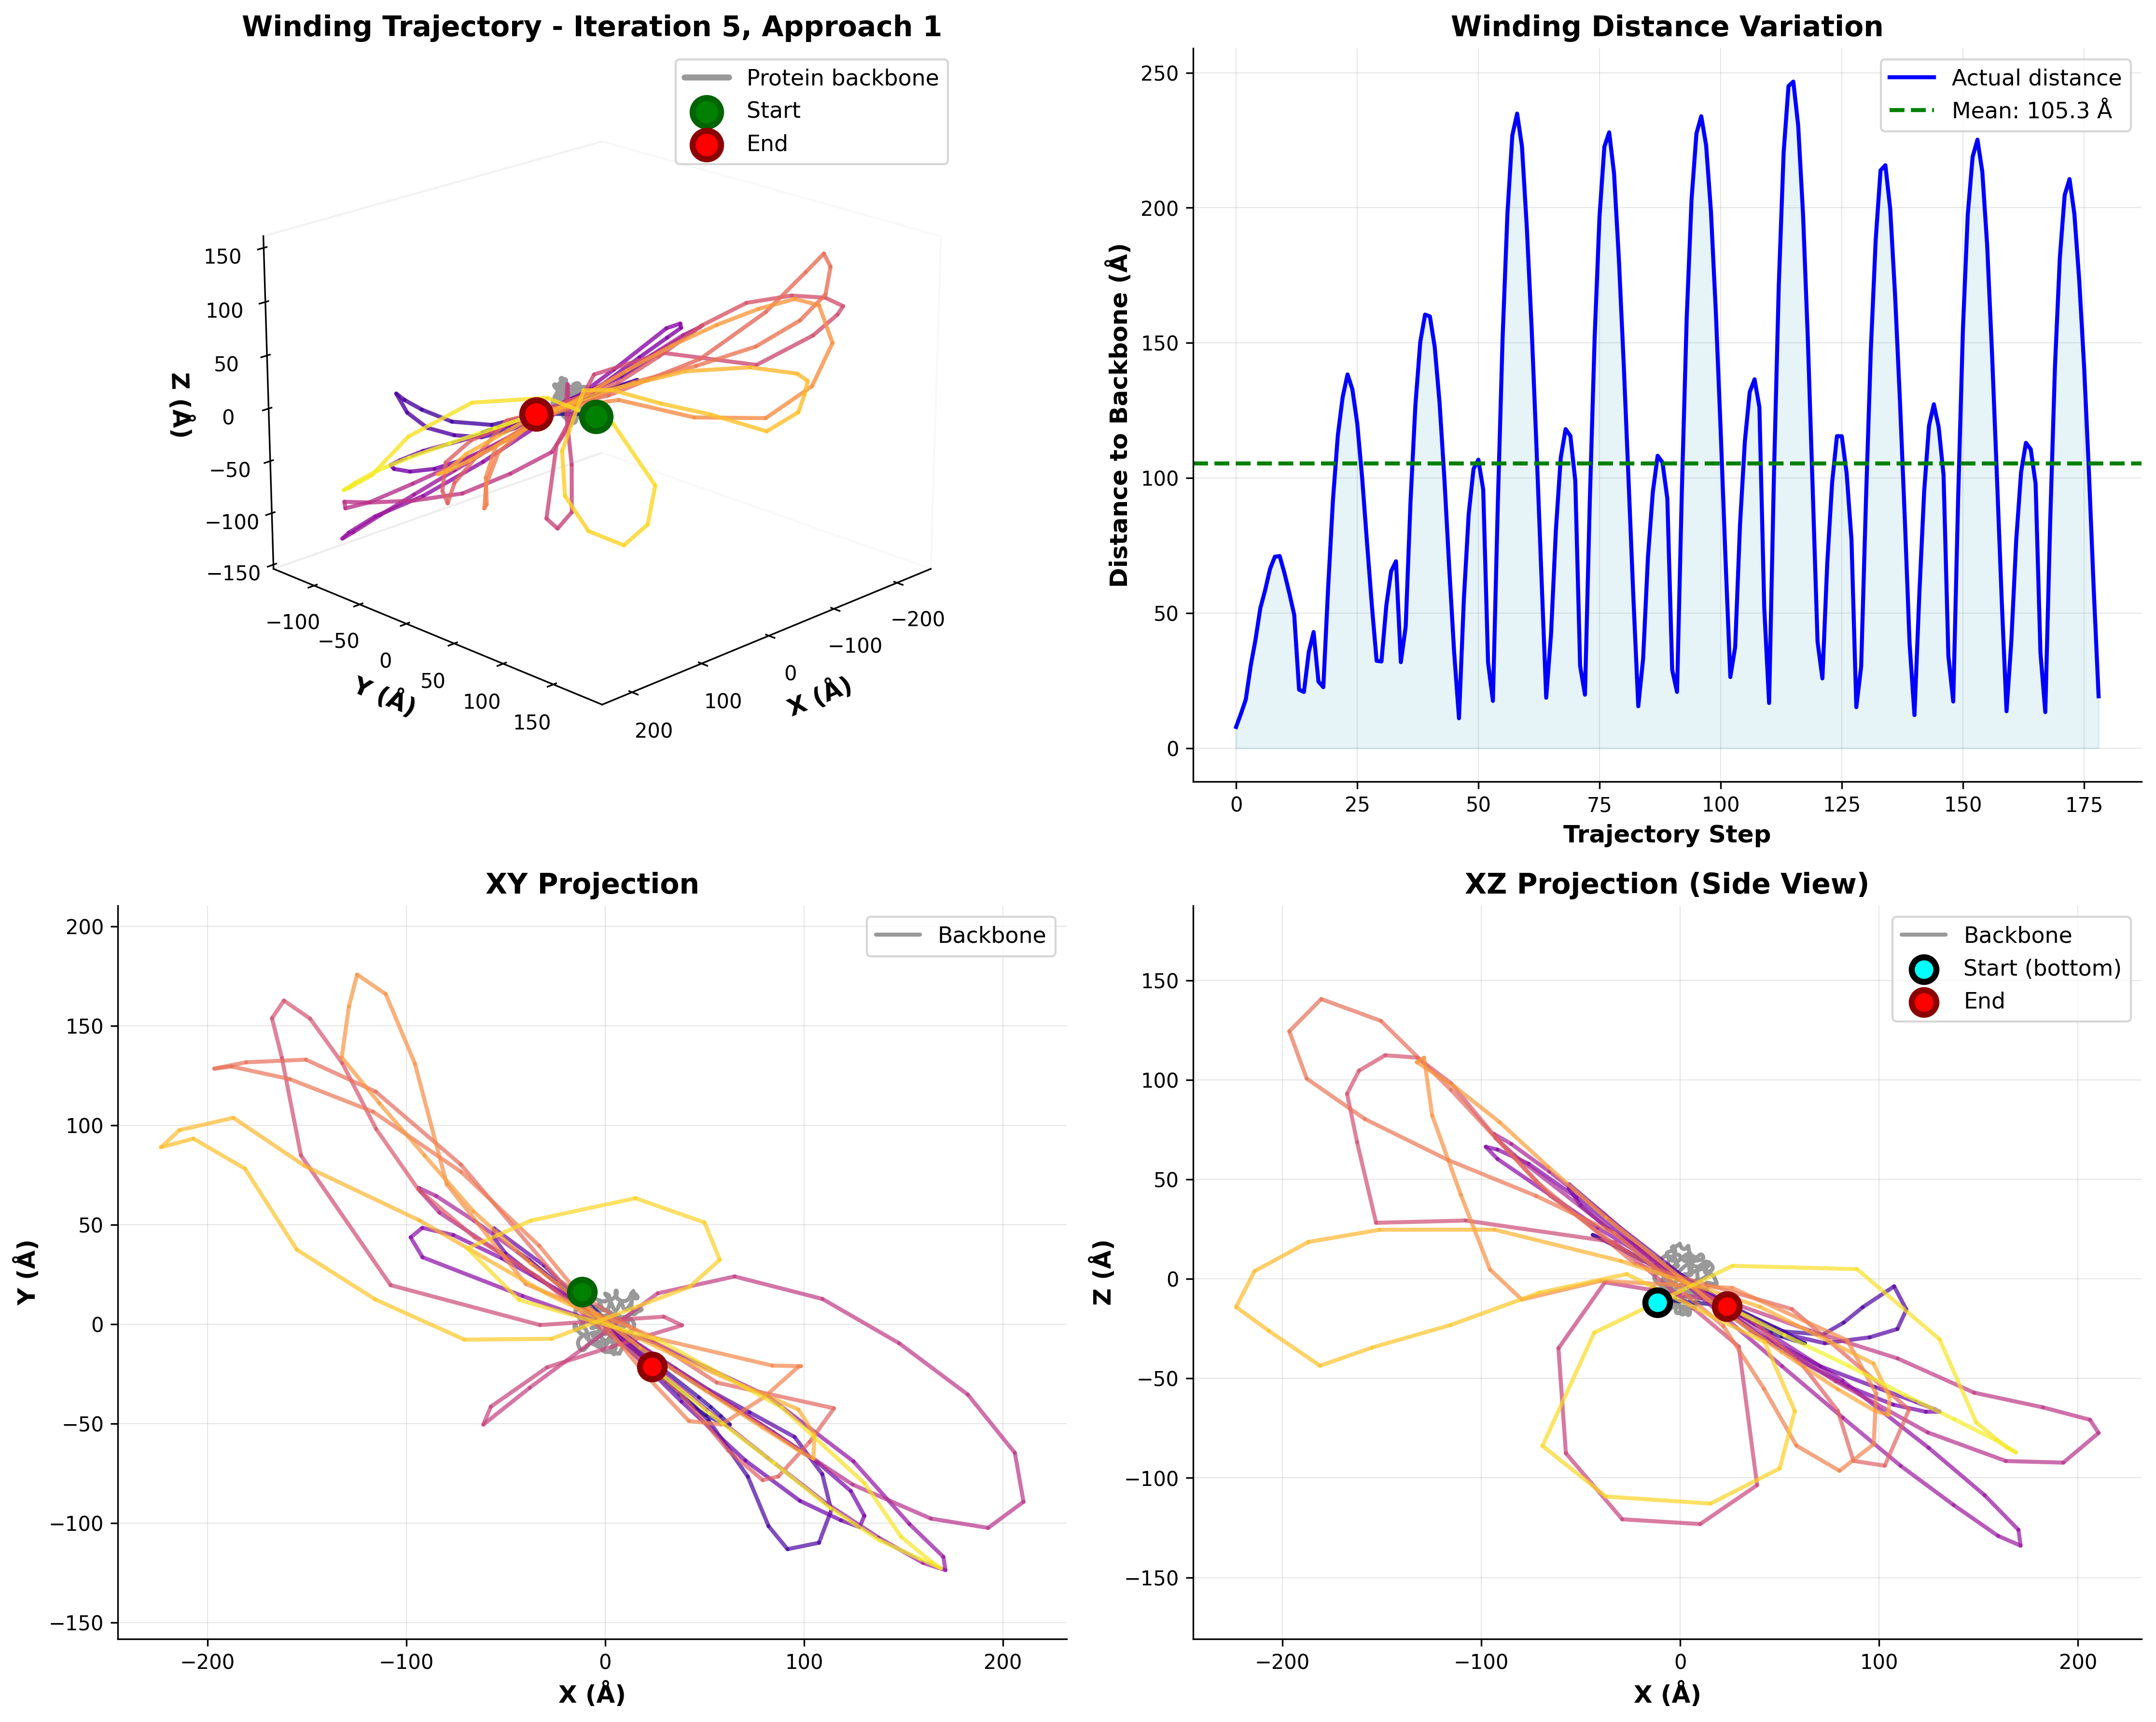 Winding Trajectory - Iteration 5, Approach 1
Protein backbone
Start
End
150
100
50
0
−50
−100
−150
Z (Å)
−100
−50
0
50
100
150
Y (Å)
200
100
0
−100
−200
X (Å)
Winding Distance Variation
Actual distance
Mean: 105.3 Å
250
200
150
100
50
0
Distance to Backbone (Å)
0
25
50
75
100
125
150
175
Trajectory Step
XY Projection
Backbone
200
150
100
50
0
−50
−100
−150
Y (Å)
−200
−100
0
100
200
X (Å)
XZ Projection (Side View)
Backbone
Start (bottom)
End
150
100
50
0
−50
−100
−150
Z (Å)
−200
−100
0
100
200
X (Å)